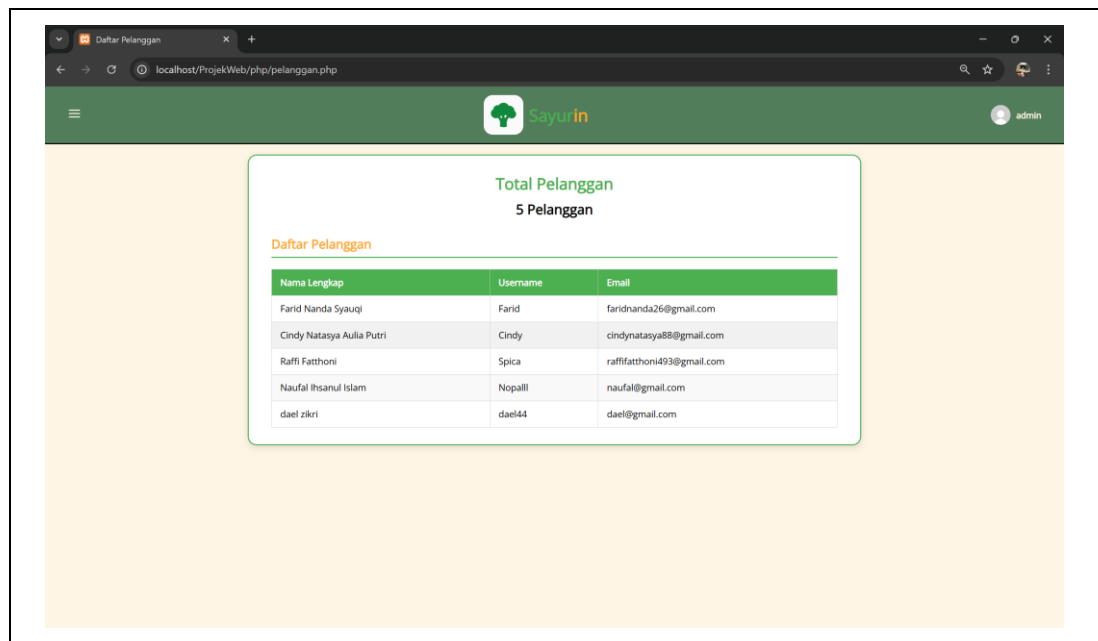 Daftar Pelanggan
localhost/ProjekWeb/php/pelanggan.php
Sayurin
admin
Total Pelanggan
5 Pelanggan
Daftar Pelanggan
Nama Lengkap Username Email
Farid Nanda Syauqi Farid faridnanda26@gmail.com
Cindy Natasya Aulia Putri Cindy cindynatasya88@gmail.com
Raffi Fatthoni Spica raffifatthoni493@gmail.com
Naufal Ihsanul Islam Nopalll naufal@gmail.com
dael zikri dael44 dael@gmail.com